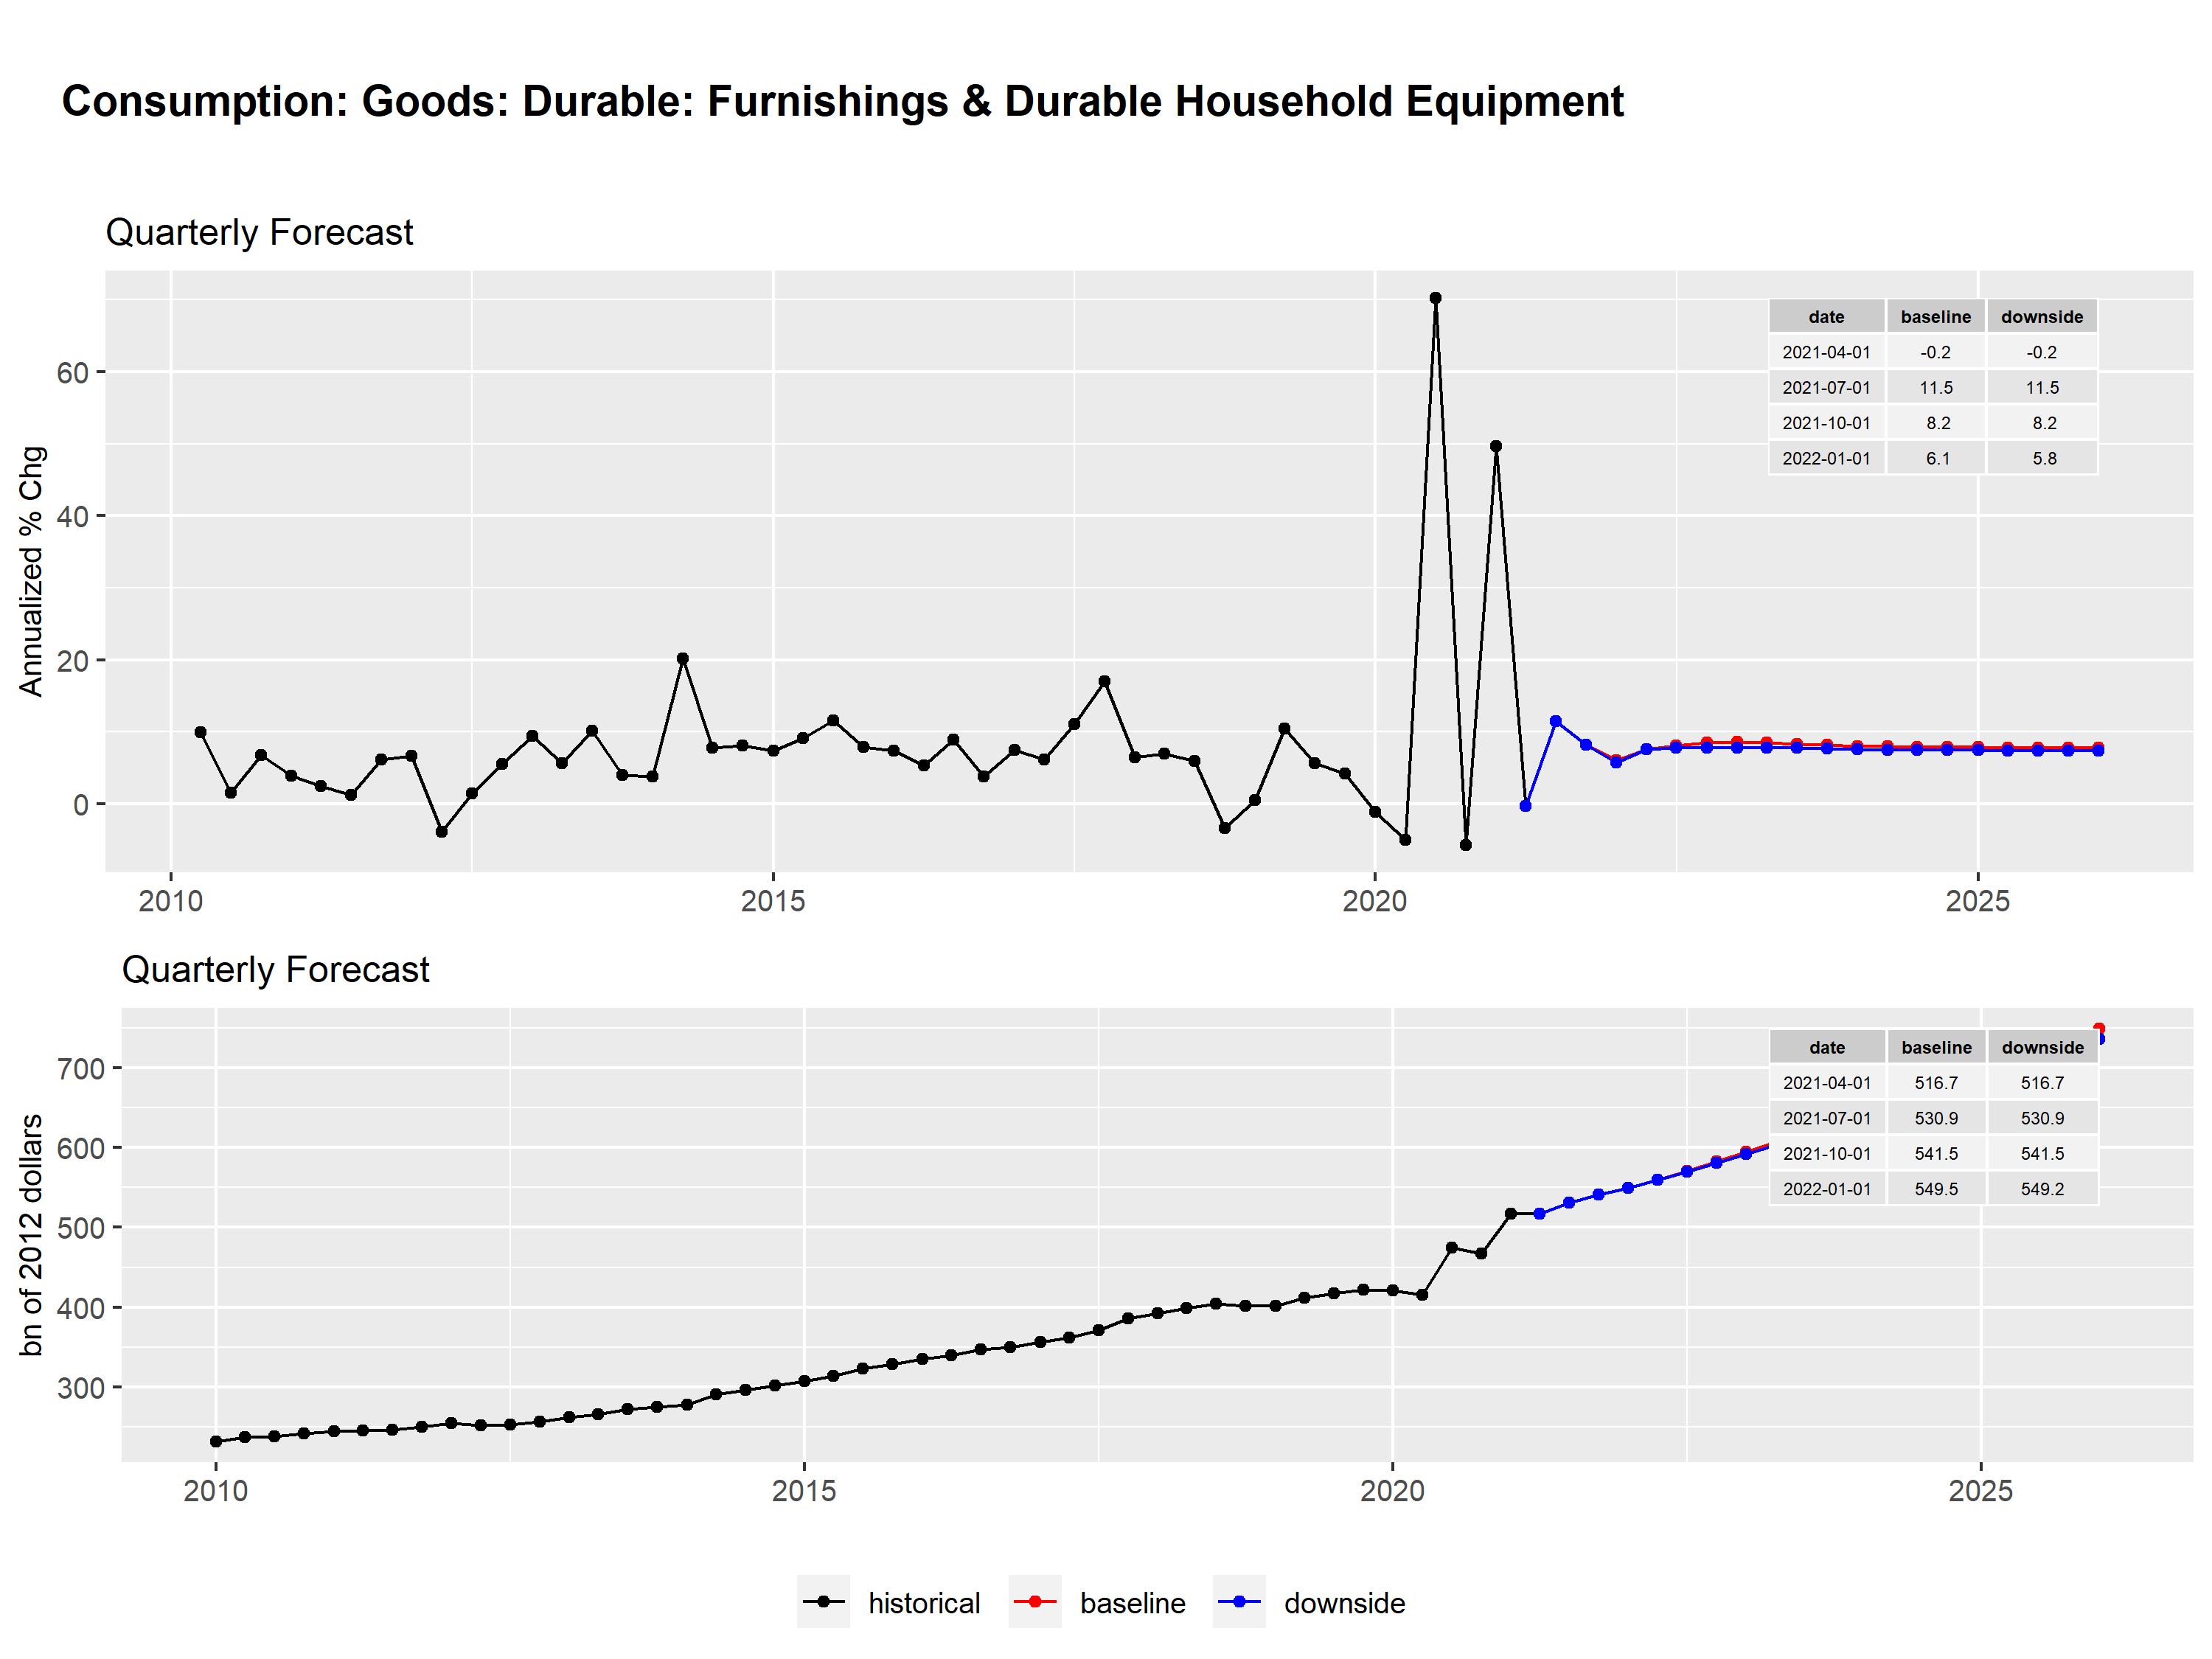 Consumption: Goods: Durable: Furnishings & Durable Household Equipment
Quarterly Forecast
Annualized % Chg
60
40
20
0
2010 2015 2020 2025
date baseline downside
2021-04-01 -0.2 -0.2
2021-07-01 11.5 11.5
2021-10-01 8.2 8.2
2022-01-01 6.1 5.8
Quarterly Forecast
bn of 2012 dollars
700
600
500
400
300
2010 2015 2020 2025
date baseline downside
2021-04-01 516.7 516.7
2021-07-01 530.9 530.9
2021-10-01 541.5 541.5
2022-01-01 549.5 549.2
historical baseline downside